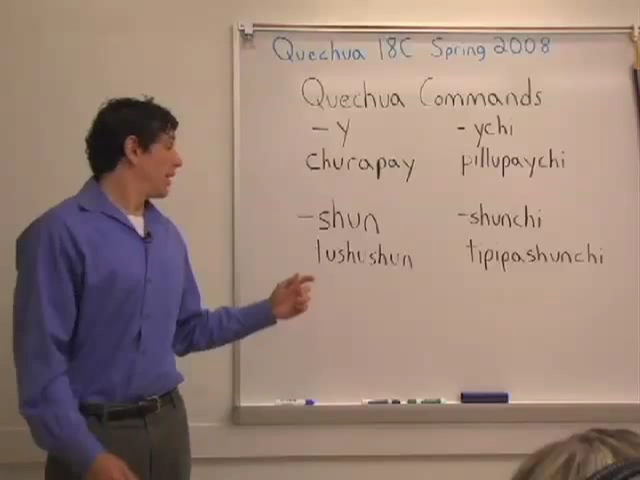 Quechua 18C Spring 2008
Quechua Commands
-y -ychi
churapay pillupaychi
-shun -shunchi
lushushun tipipashunchi